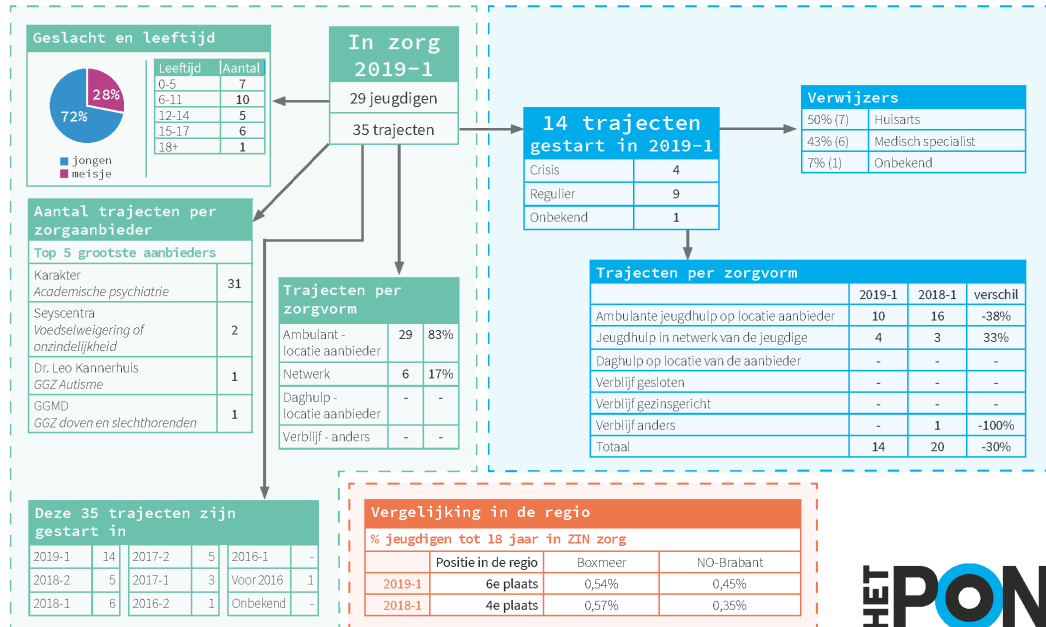 Geslacht en leeftijd
28%
72%
jongen
meisje
Leeftijd Aantal
0-5 7
6-11 10
12-14 5
15-17 6
18+ 1
In zorg
2019-1
29 jeugdigen
35 trajecten
14 trajecten
gestart in 2019-1
Crisis 4
Regulier 9
Onbekend 1
Verwijzers
50% (7) Huisarts
43% (6) Medisch specialist
7% (1) Onbekend
Aantal trajecten per
zorgaanbieder
Top 5 grootste aanbieders
Karakter
Academische psychiatrie 31
Seyscentra
Voedselweigering of
onzindelijkheid 2
Dr. Leo Kannerhuis
GGZ Autisme 1
GGMD
GGZ doven en slechthorenden 1
Trajecten per
zorgvorm
Ambulant -
locatie aanbieder 29 83%
Netwerk 6 17%
Daghulp -
locatie aanbieder - -
Verblijf - anders - -
Trajecten per zorgvorm
2019-1 2018-1 verschil
Ambulante jeugdhulp op locatie aanbieder 10 16 -38%
Jeugdhulp in netwerk van de jeugdige 4 3 33%
Daghulp op locatie van de aanbieder - - -
Verblijf gesloten - - -
Verblijf gezinsgericht - - -
Verblijf anders - 1 -100%
Totaal 14 20 -30%
Deze 35 trajecten zijn
gestart in
2019-1 14 2017-2 5 2016-1 -
2018-2 5 2017-1 3 Voor 2016 1
2018-1 6 2016-2 1 Onbekend -
Vergelijking in de regio
% jeugdigen tot 18 jaar in ZIN zorg
Positie in de regio Boxmeer NO-Brabant
2019-1 6e plaats 0,54% 0,45%
2018-1 4e plaats 0,57% 0,35%
HET PON